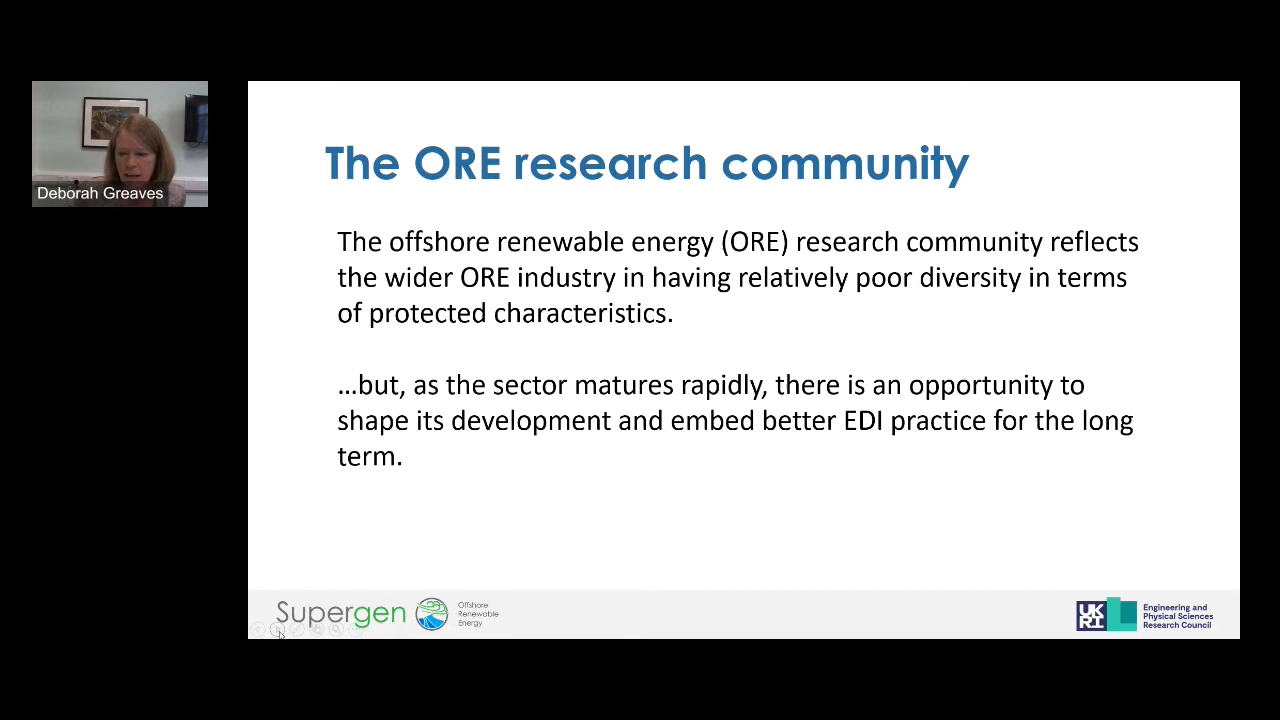 Deborah Greaves
The ORE research community
The offshore renewable energy (ORE) research community reflects
the wider ORE industry in having relatively poor diversity in terms
of protected characteristics.
…but, as the sector matures rapidly, there is an opportunity to
shape its development and embed better EDI practice for the long
term.
Supergen
Offshore
Renewable
Energy
UKRI
Engineering and
Physical Sciences
Research Council